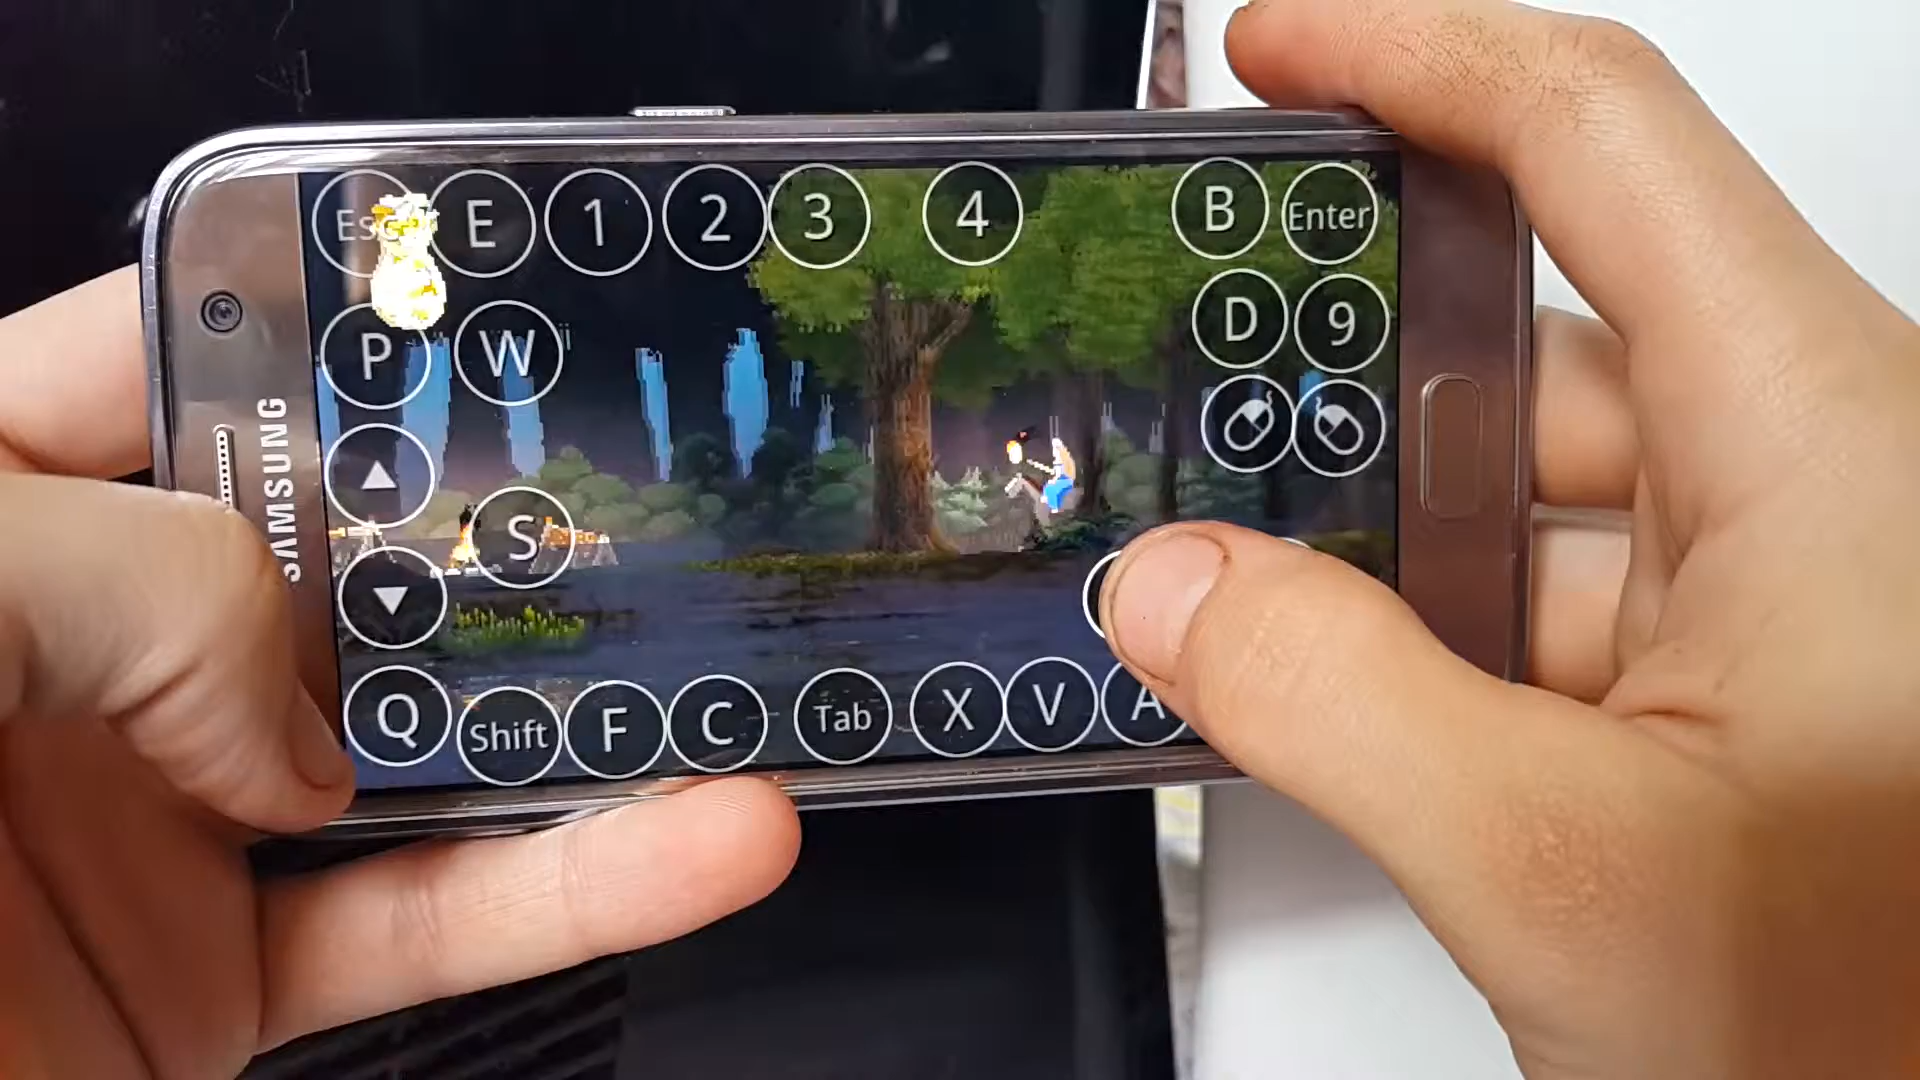 Esc E 1 2 3 4 B Enter
P W D 9
SAMSUNG
S
Q Shift F C Tab X V A